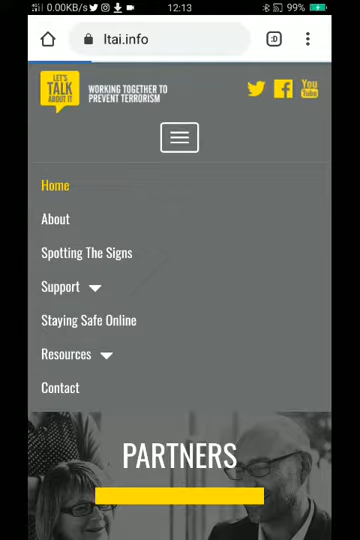 0.00KB/s
12:13
99%
ltai.info
:D
LET'S
TALK
ABOUT IT
WORKING TOGETHER TO
PREVENT TERRORISM
You
Tube
Home
About
Spotting The Signs
Support
Staying Safe Online
Resources
Contact
PARTNERS